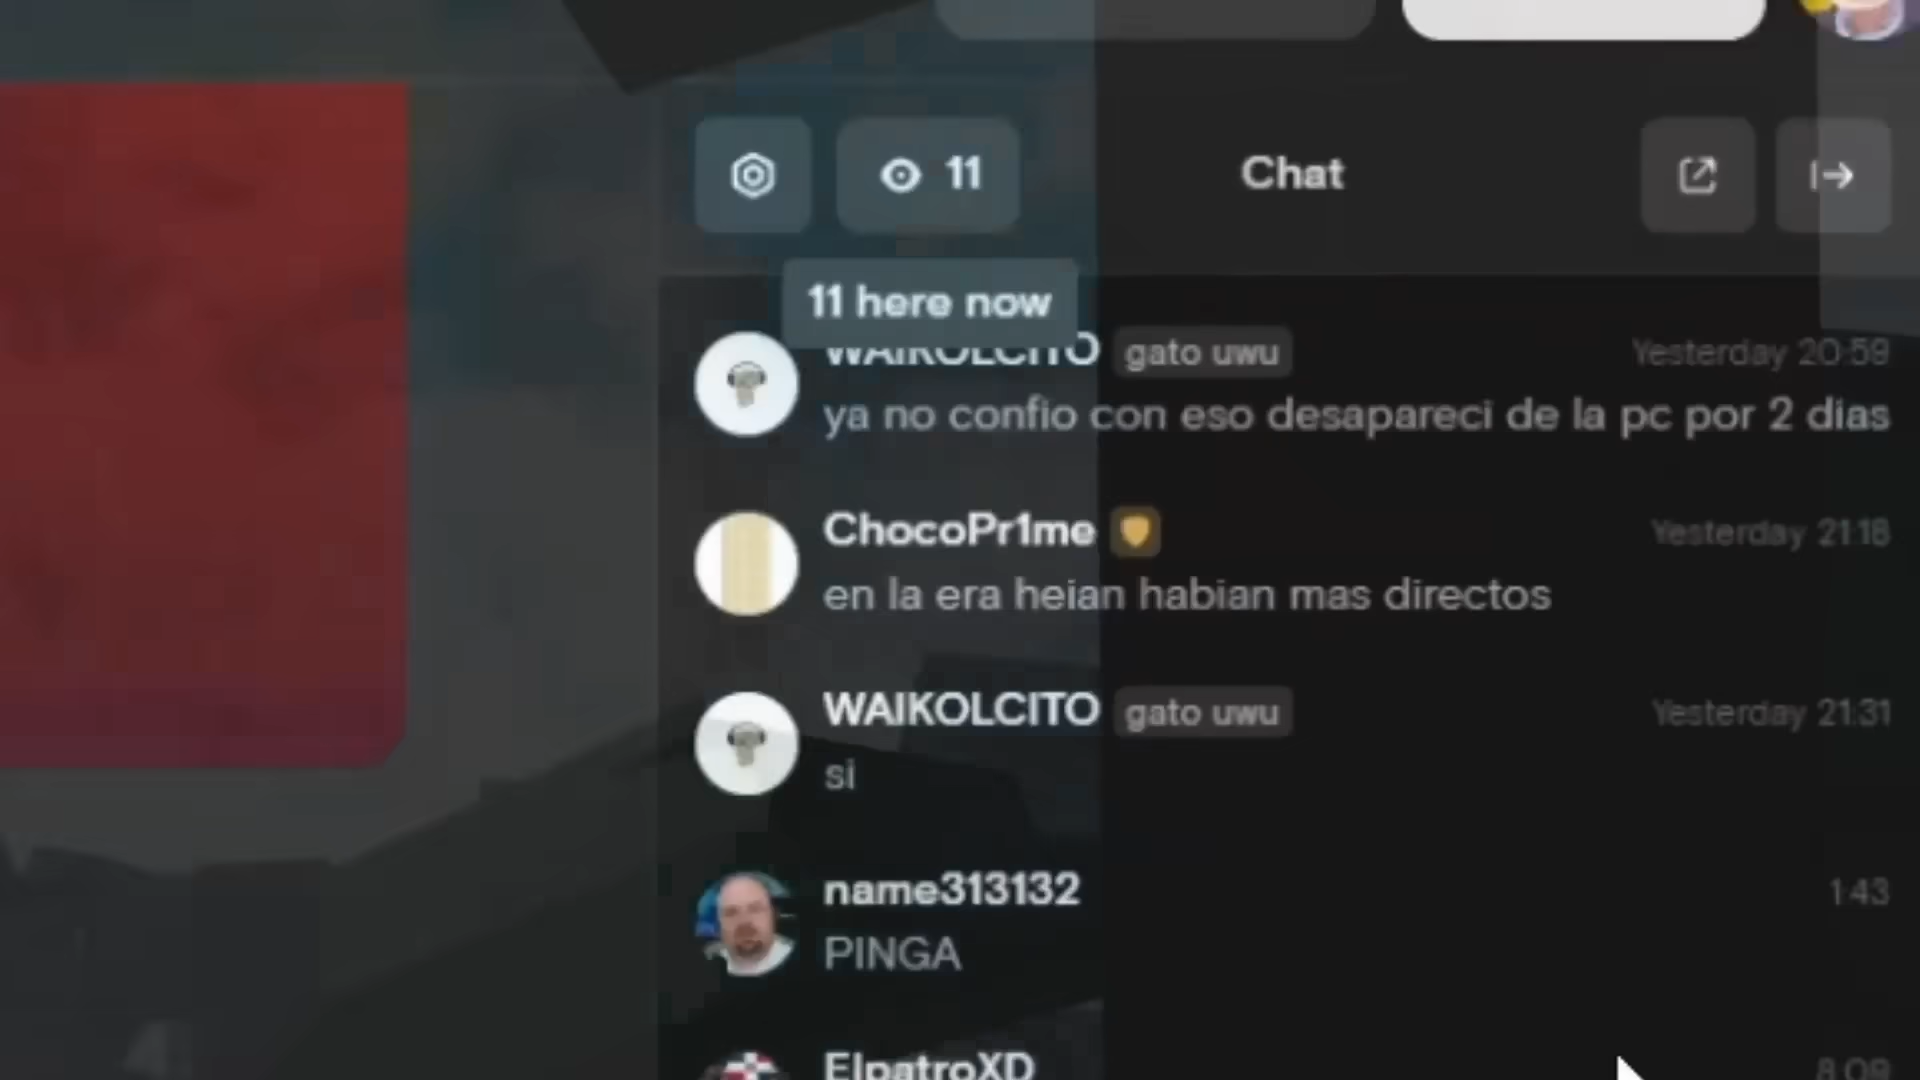 11
Chat
11 here now
WAIKOLCITO gato uwu Yesterday 20:59
ya no confio con eso desapareci de la pc por 2 dias
ChocoPr1me Yesterday 21:18
en la era heian habian mas directos
WAIKOLCITO gato uwu Yesterday 21:31
si
name313132 1:43
PINGA
ElpatroXD 8:09